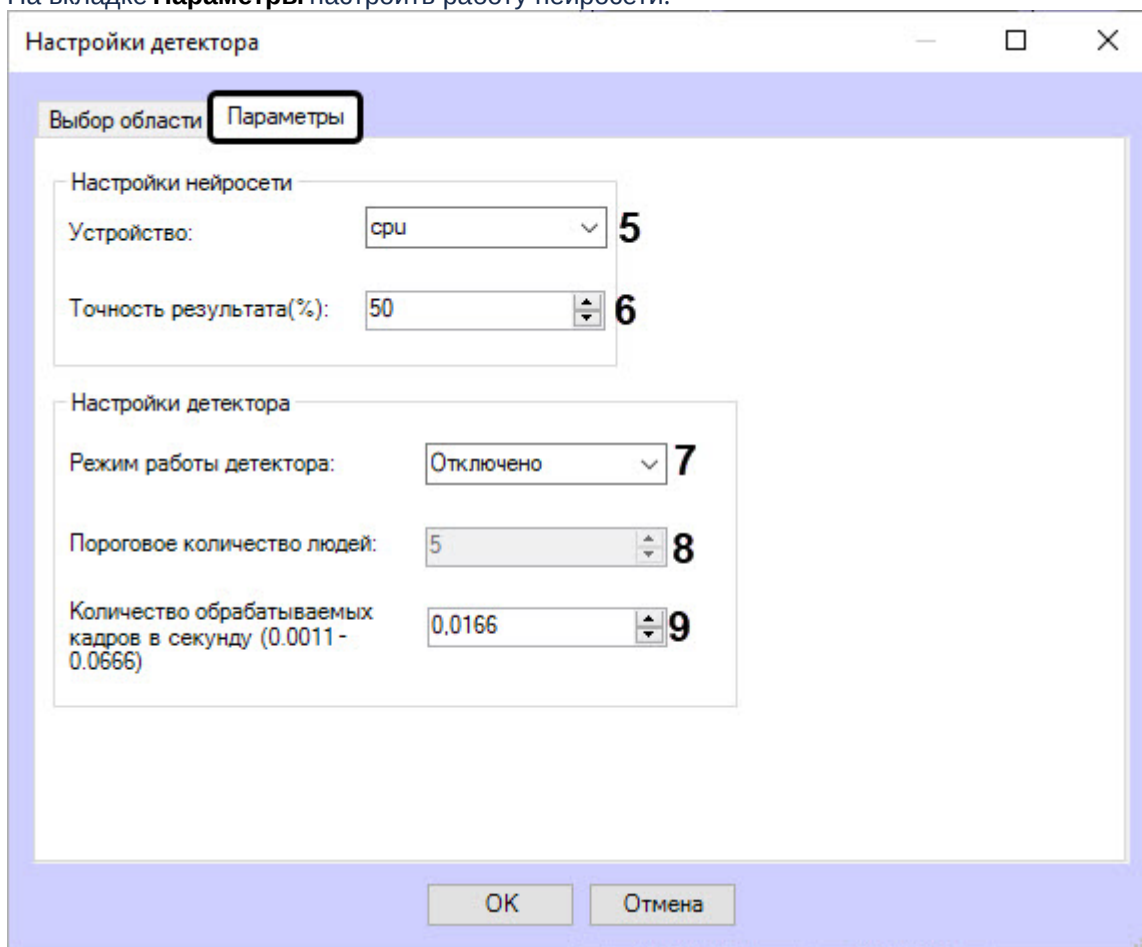 На вкладке Параметры настроить работу нейросети:
Настройки детектора
Выбор области Параметры
Настройки нейросети
Устройство: cpu 5
Точность результата(%): 50 6
Настройки детектора
Режим работы детектора: Отключено 7
Пороговое количество людей: 5 8
Количество обрабатываемых
кадров в секунду (0.0011 -
0.0666)
0,0166 9
OK Отмена